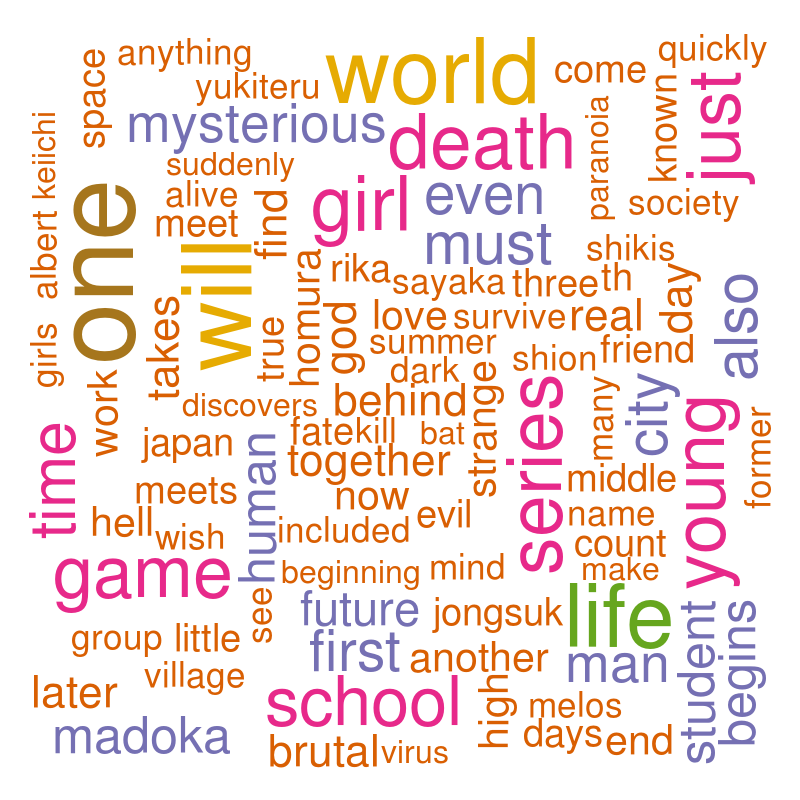 anything
quickly
world
come
space
yukiteru
known
just
mysterious
death
paranoia
keiichi
suddenly
alive
girl
even
society
one
meet
find
must
shikis
albert
will
homura
rika
sayaka
three
th
day
also
takes
true
god
love
survive
real
girls
summer
friend
dark
shion
work
discovers
behind
strange
series
many
city
young
former
time
japan
human
fate
kill
bat
together
middle
meets
now
hell
wish
included
evil
name
count
game
beginning
mind
make
see
future
jongsuk
life
student
begins
group
little
first
another
man
village
later
school
high
melos
madoka
brutal
virus
days
end